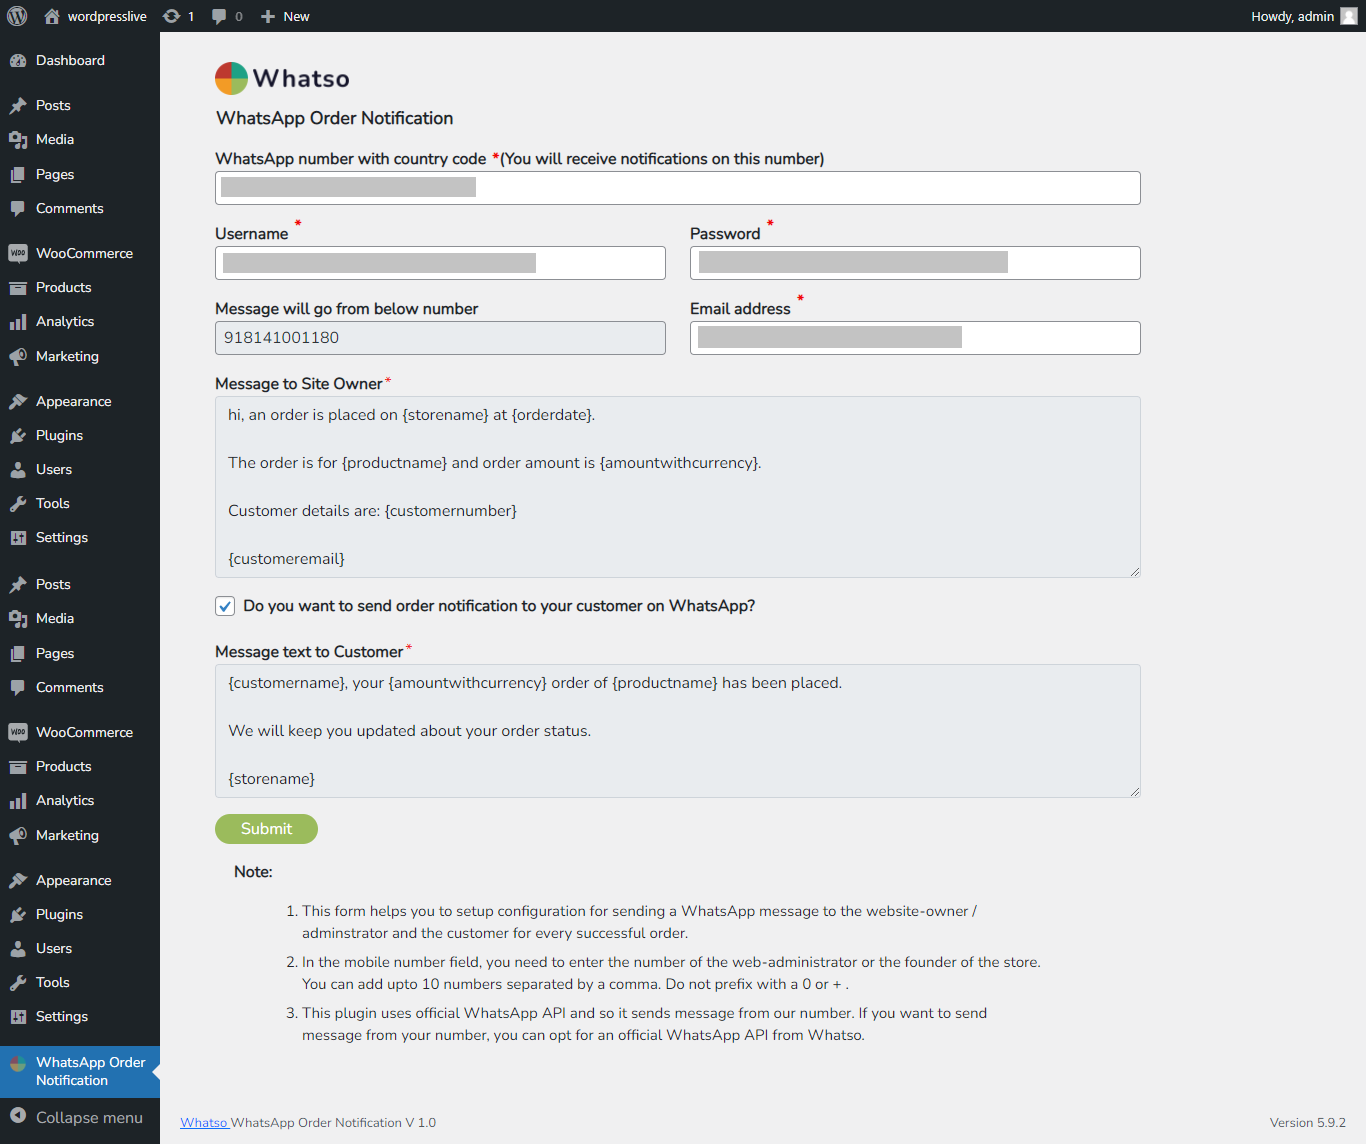 wordpresslive 1 0 + New Howdy, admin
Dashboard
Posts
Media
Pages
Comments
WooCommerce
Products
Analytics
Marketing
Appearance
Plugins
Users
Tools
Settings
Posts
Media
Pages
Comments
WooCommerce
Products
Analytics
Marketing
Appearance
Plugins
Users
Tools
Settings
WhatsApp Order
Notification
Collapse menu
Whatso
WhatsApp Order Notification
WhatsApp number with country code *(You will receive notifications on this number)
Username *
Password *
Message will go from below number
918141001180
Email address *
Message to Site Owner*
hi, an order is placed on {storename} at {orderdate}.
The order is for {productname} and order amount is {amountwithcurrency}.
Customer details are: {customernumber}
{customeremail}
Do you want to send order notification to your customer on WhatsApp?
Message text to Customer*
{customername}, your {amountwithcurrency} order of {productname} has been placed.
We will keep you updated about your order status.
{storename}
Submit
Note:
1. This form helps you to setup configuration for sending a WhatsApp message to the website-owner /
adminstrator and the customer for every successful order.
2. In the mobile number field, you need to enter the number of the web-administrator or the founder of the store.
You can add upto 10 numbers separated by a comma. Do not prefix with a 0 or + .
3. This plugin uses official WhatsApp API and so it sends message from our number. If you want to send
message from your number, you can opt for an official WhatsApp API from Whatso.
Whatso WhatsApp Order Notification V 1.0
Version 5.9.2